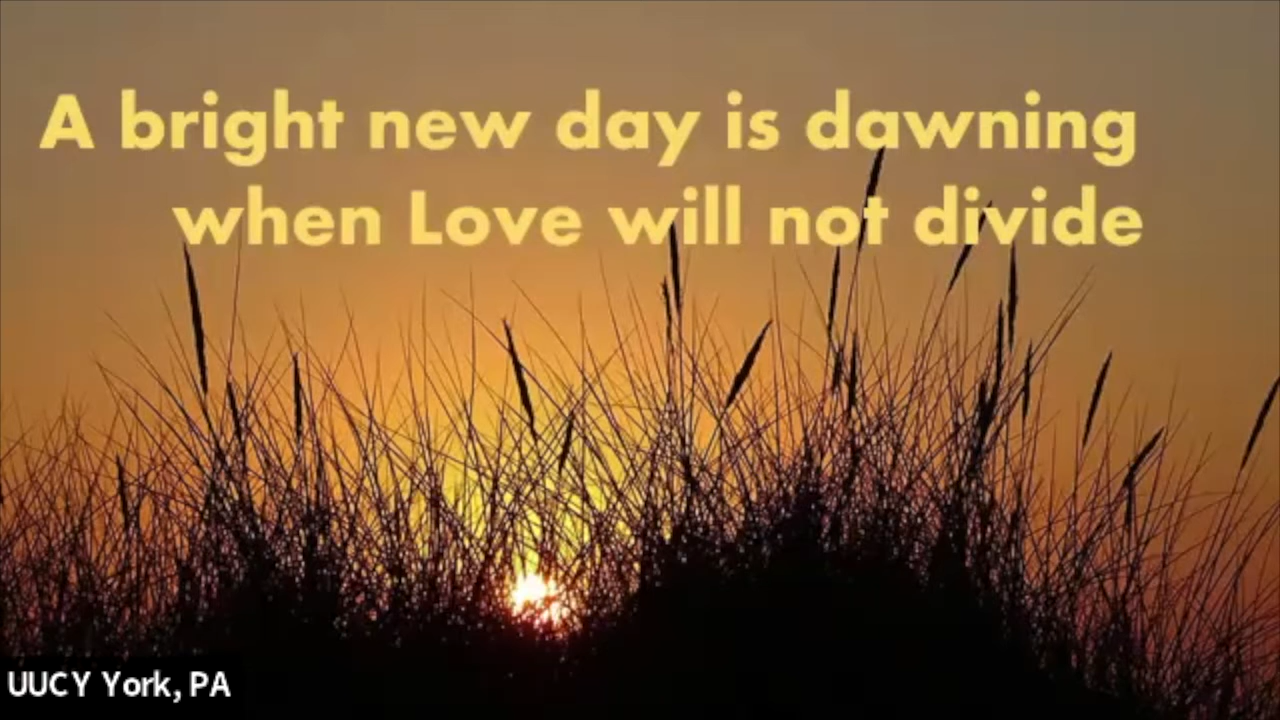 A bright new day is dawning
when Love will not divide
UUCY York, PA